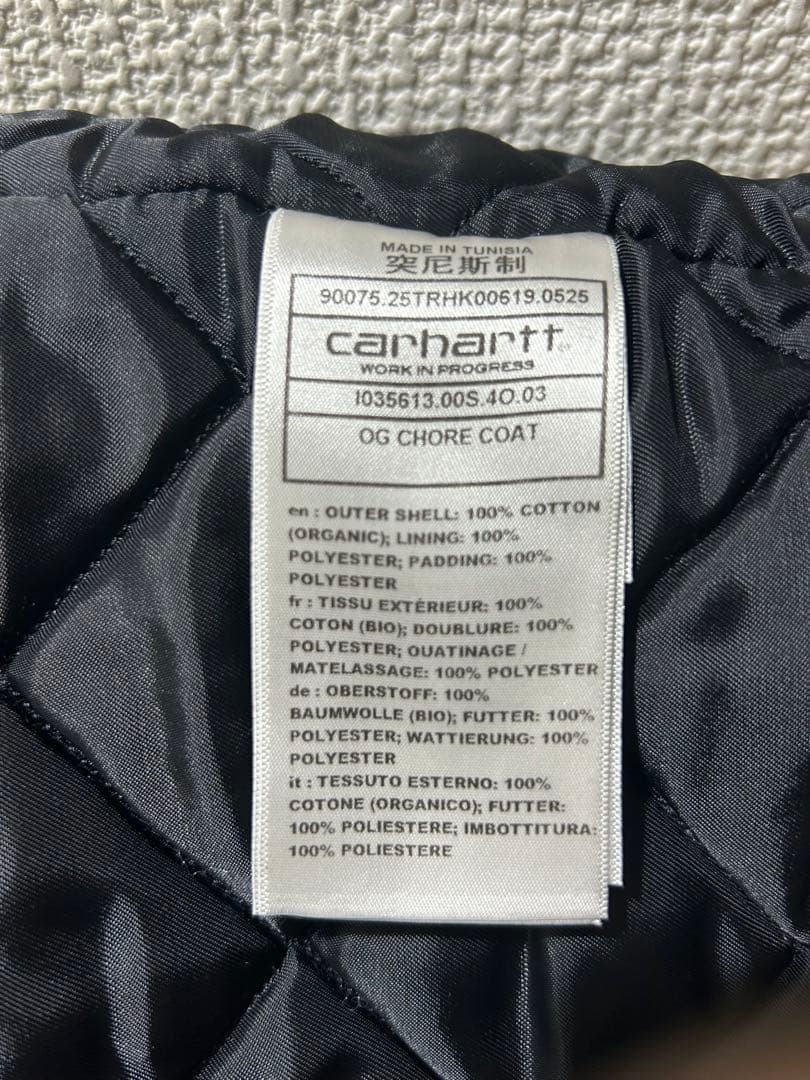 MADE IN TUNISIA
突尼斯制
90075.25TRHK00619.0525
carhartt
WORK IN PROGRESS
I035613.00S.4O.03
OG CHORE COAT
en : OUTER SHELL: 100% COTTON
(ORGANIC); LINING: 100%
POLYESTER; PADDING: 100%
POLYESTER
fr : TISSU EXTÉRIEUR: 100%
COTON (BIO); DOUBLURE: 100%
POLYESTER; OUATINAGE /
MATELASSAGE: 100% POLYESTER
de : OBERSTOFF: 100%
BAUMWOLLE (BIO); FUTTER: 100%
POLYESTER; WATTIERUNG: 100%
POLYESTER
it : TESSUTO ESTERNO: 100%
COTONE (ORGANICO); FUTTER:
100% POLIESTERE; IMBOTTITURA:
100% POLIESTERE